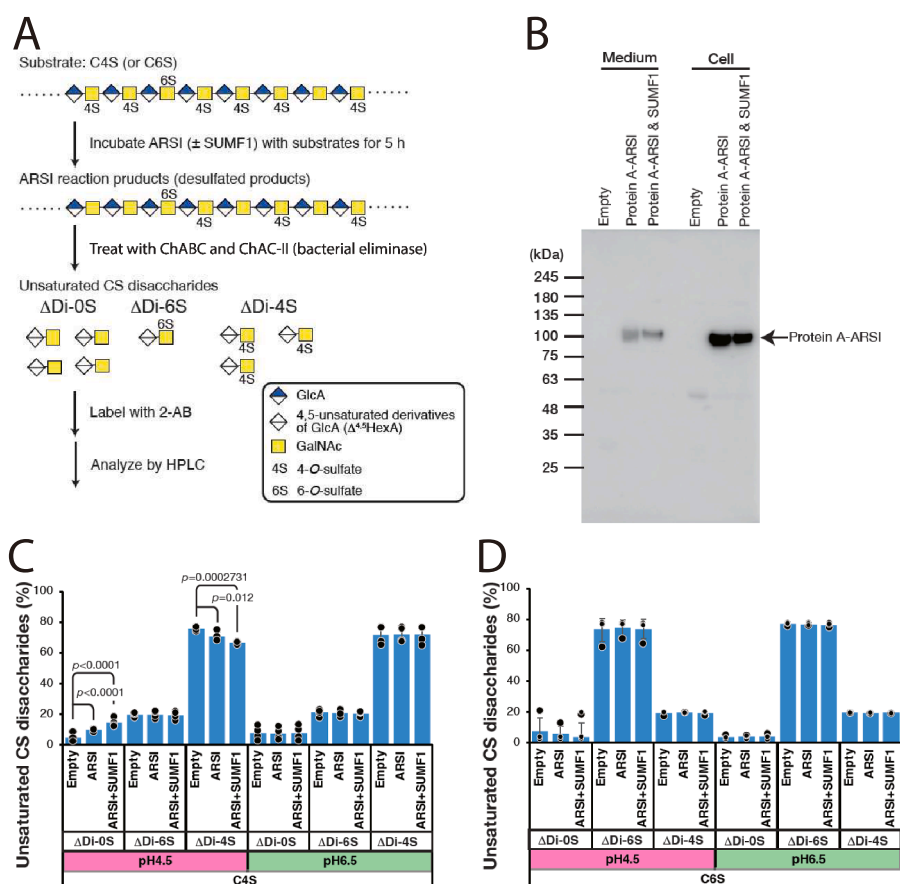 A
Substrate: C4S (or C6S)
6S
4S 4S 4S 4S 4S 4S
Incubate ARSI (± SUMF1) with substrates for 5 h
ARSI reaction pruducts (desulfated products)
6S
4S 4S 4S
Treat with ChABC and ChAC-II (bacterial eliminase)
Unsaturated CS disaccharides
ΔDi-0S ΔDi-6S ΔDi-4S
6S
4S 4S
4S
Label with 2-AB
Analyze by HPLC
GlcA
4,5-unsaturated derivatives
of GlcA (Δ4,5HexA)
GalNAc
4S 4-O-sulfate
6S 6-O-sulfate
B
Medium Cell
Empty
Protein A-ARSI
Protein A-ARSI & SUMF1
Empty
Protein A-ARSI
Protein A-ARSI & SUMF1
(kDa)
245
180
135
100
75
63
48
35
25
Protein A-ARSI
C
Unsaturated CS disaccharides (%)
100
80
60
40
20
0
p<0.0001
p<0.0001
p=0.0002731
p=0.012
Empty
ARSI
ARSI+SUMF1
Empty
ARSI
ARSI+SUMF1
Empty
ARSI
ARSI+SUMF1
Empty
ARSI
ARSI+SUMF1
Empty
ARSI
ARSI+SUMF1
Empty
ARSI
ARSI+SUMF1
ΔDi-0S ΔDi-6S ΔDi-4S ΔDi-0S ΔDi-6S ΔDi-4S
pH4.5 pH6.5
C4S
D
Unsaturated CS disaccharides (%)
100
80
60
40
20
0
Empty
ARSI
ARSI+SUMF1
Empty
ARSI
ARSI+SUMF1
Empty
ARSI
ARSI+SUMF1
Empty
ARSI
ARSI+SUMF1
Empty
ARSI
ARSI+SUMF1
Empty
ARSI
ARSI+SUMF1
ΔDi-0S ΔDi-6S ΔDi-4S ΔDi-0S ΔDi-6S ΔDi-4S
pH4.5 pH6.5
C6S